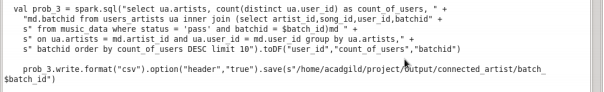 val prob_3 = spark.sql("select ua.artists, count(distinct ua.user_id) as count_of_users, " +
"md.batchid from users_artists ua inner join (select artist_id,song_id,user_id,batchid" +
s" from music_data where status = 'pass' and batchid = $batch_id)md " +
s" on ua.artists = md.artist_id and ua.user_id = md.user_id group by ua.artists," +
s" batchid order by count_of_users DESC limit 10").toDF("user_id","count_of_users","batchid")
prob_3.write.format("csv").option("header","true").save(s"/home/acadgild/project/output/connected_artist/batch_
$batch_id")